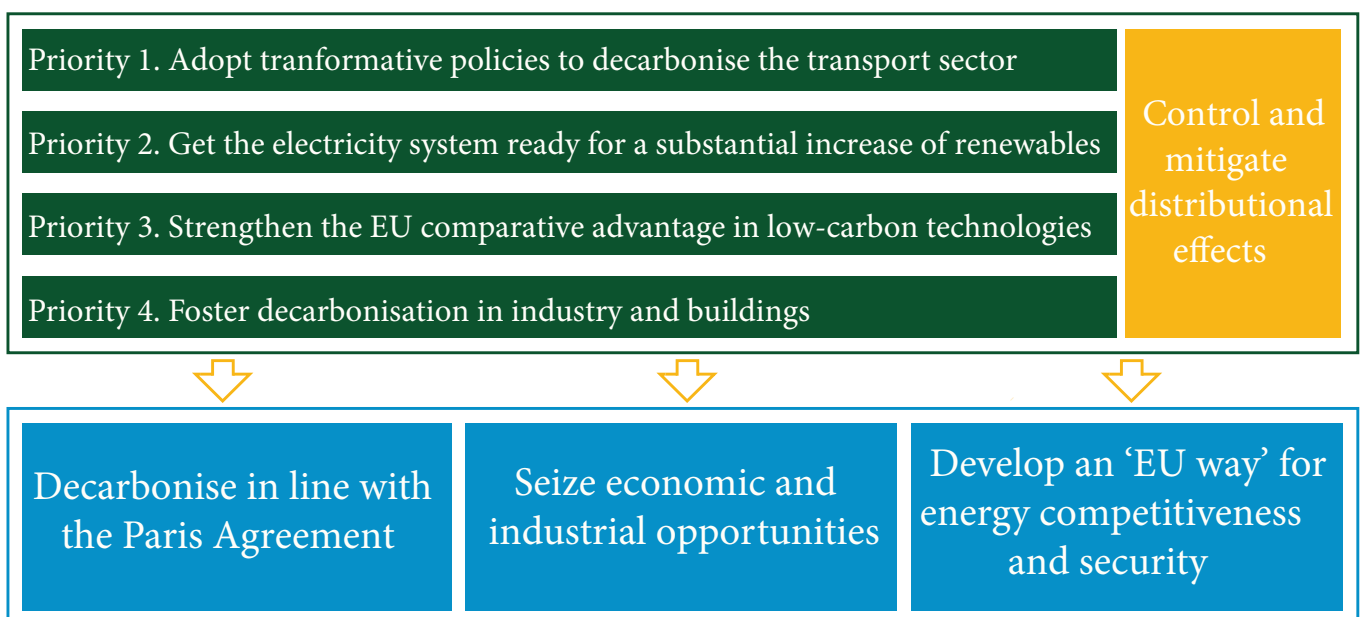 Priority 1. Adopt tranformative policies to decarbonise the transport sector
Priority 2. Get the electricity system ready for a substantial increase of renewables
Priority 3. Strengthen the EU comparative advantage in low-carbon technologies
Priority 4. Foster decarbonisation in industry and buildings
Control and
mitigate
distributional
effects
Decarbonise in line with
the Paris Agreement
Seize economic and
industrial opportunities
Develop an ‘EU way’ for
energy competitiveness
and security